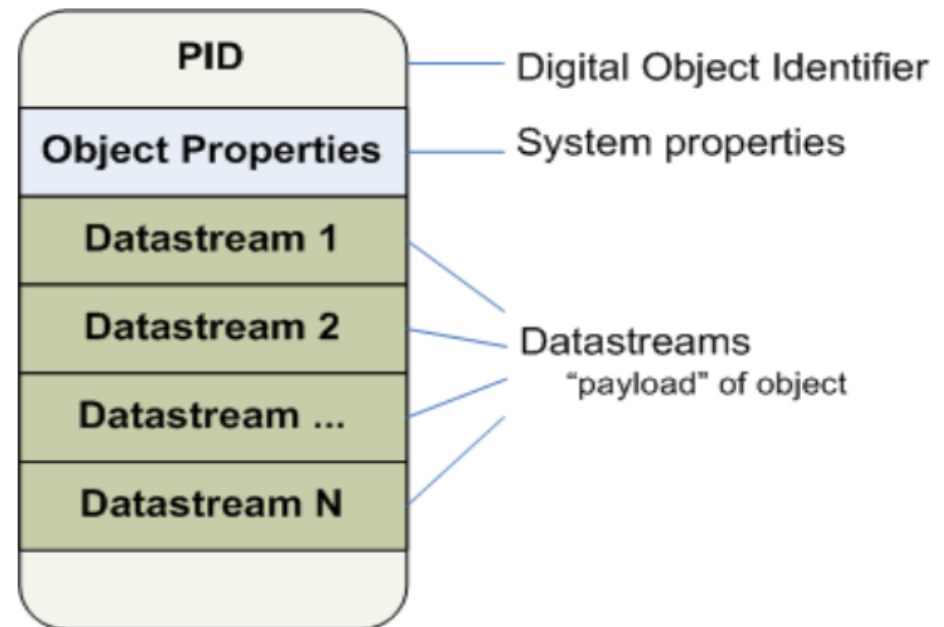 PID
Digital Object Identifier
Object Properties
System properties
Datastream 1
Datastream 2
Datastreams
“payload” of object
Datastream ...
Datastream N